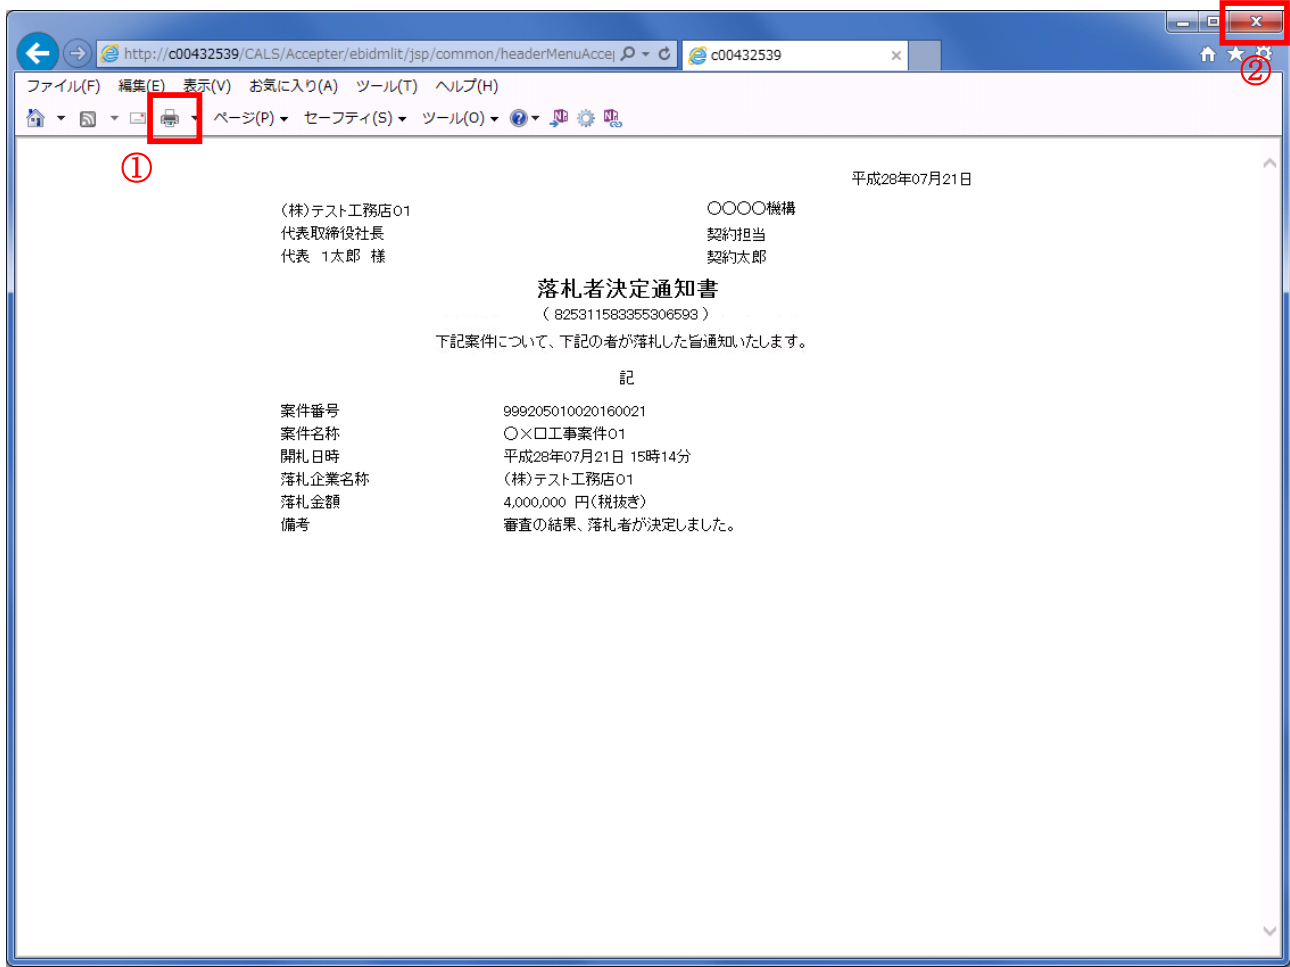 ②
http://c00432539/CALS/Accepter/ebidmlit/jsp/common/headerMenuAccep
c00432539
ファイル(F) 編集(E) 表示(V) お気に入り(A) ツール(T) ヘルプ(H)
ページ(P) セーフティ(S) ツール(O)
①
平成28年07月21日
(株)テスト工務店01
〇〇〇〇機構
代表取締役社長
契約担当
代表 1太郎 様
契約太郎
落札者決定通知書
( 825311583355306593 )
下記案件について、下記の者が落札した旨通知いたします。
記
案件番号 999205010020160021
案件名称 〇×口工事案件01
開札日時 平成28年07月21日 15時14分
落札企業名称 (株)テスト工務店01
落札金額 4,000,000 円(税抜き)
備考 審査の結果、落札者が決定しました。